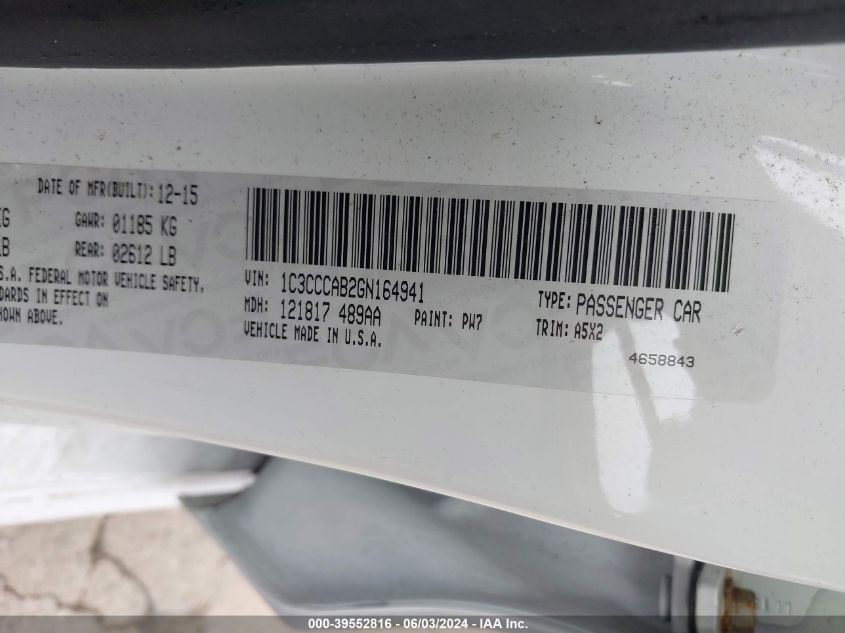 DATE OF MFR(BUILT): 12-15
KG GAWR: 01185 KG
LB REAR: 02612 LB
S.A. FEDERAL MOTOR VEHICLE SAFETY,
DARDS IN EFFECT ON
HOWN ABOVE.
VIN: 1C3CCCAB2GN164941
TYPE: PASSENGER CAR
MDH: 121817 489AA PAINT: PW7
TRIM: A5X2
VEHICLE MADE IN U.S.A.
4658843
000-39552816 - 06/03/2024 - IAA Inc.